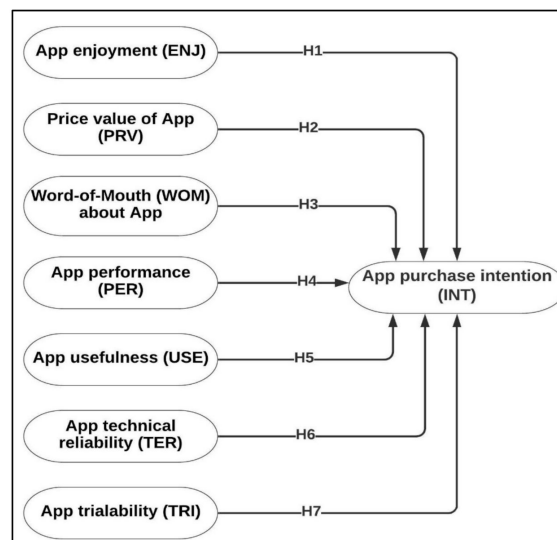 App enjoyment (ENJ)
H1
Price value of App
(PRV)
H2
Word-of-Mouth (WOM)
about App
H3
App performance
(PER)
H4
App purchase intention
(INT)
App usefulness (USE)
H5
App technical
reliability (TER)
H6
App trialability (TRI)
H7